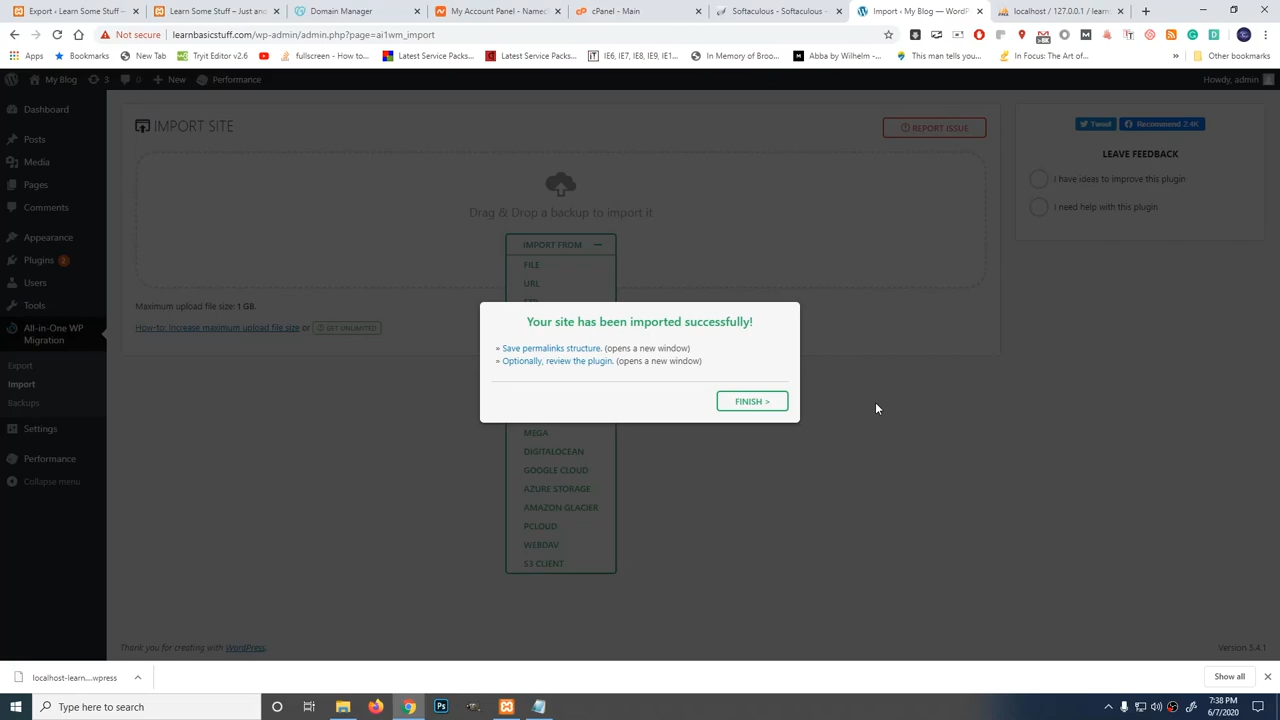 Export ‹ Learn Some Stuff
Learn Some Stuff – Just ano
Domain Manager
My Account Panel - Namec
cPanel - Main
Softaculous - Softaculous -
Import ‹ My Blog — WordP
localhost / 127.0.0.1 / learn
Not secure
learnbasicstuff.com/wp-admin/admin.php?page=ai1wm_import
Apps
Bookmarks
New Tab
Tryit Editor v2.6
fullscreen - How to...
Latest Service Packs...
Latest Service Packs...
IE6, IE7, IE8, IE9, IE1...
In Memory of Broo...
Abba by Wilhelm -...
This man tells you...
In Focus: The Art of...
»
Other bookmarks
My Blog
3
0
New
Performance
Howdy, admin
Dashboard
Posts
Media
Pages
Comments
Appearance
Plugins 2
Users
Tools
All-in-One WP
Migration
Export
Import
Backups
Settings
Performance
Collapse menu
IMPORT SITE
REPORT ISSUE
Drag & Drop a backup to import it
IMPORT FROM
FILE
URL
Maximum upload file size: 1 GB.
How-to: Increase maximum upload file size or GET UNLIMITED
Your site has been imported successfully!
» Save permalinks structure. (opens a new window)
» Optionally, review the plugin. (opens a new window)
FINISH >
MEGA
DIGITALOCEAN
GOOGLE CLOUD
AZURE STORAGE
AMAZON GLACIER
PCLOUD
WEBDAV
S3 CLIENT
Tweet
Recommend 2.4K
LEAVE FEEDBACK
I have ideas to improve this plugin
I need help with this plugin
Thank you for creating with WordPress.
Version 5.4.1
localhost-learn....wpress
Show all
Type here to search
7:38 PM
6/7/2020